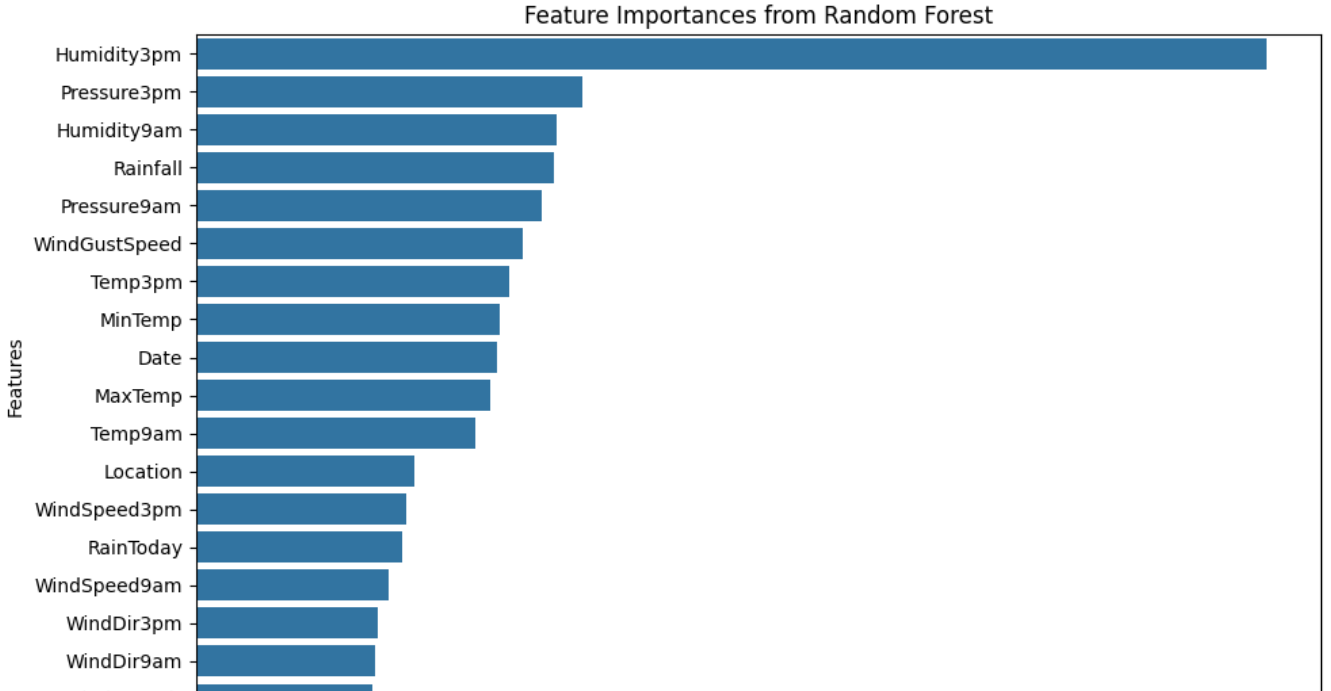 Feature Importances from Random Forest
Humidity3pm
Pressure3pm
Humidity9am
Rainfall
Pressure9am
WindGustSpeed
Temp3pm
MinTemp
Date
MaxTemp
Temp9am
Location
WindSpeed3pm
RainToday
WindSpeed9am
WindDir3pm
WindDir9am
Features